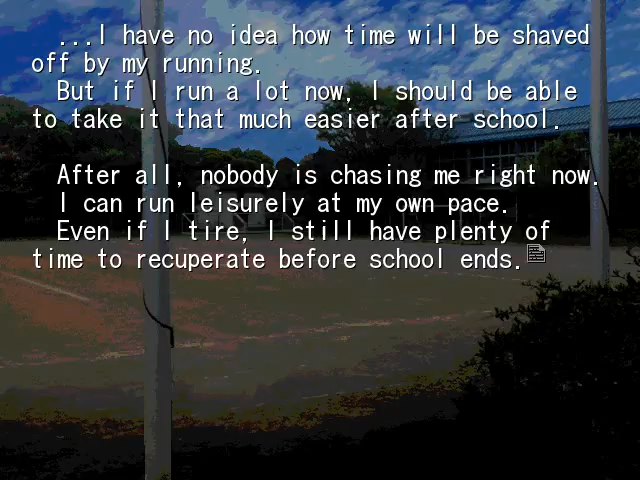 ...I have no idea how time will be shaved
off by my running.
But if I run a lot now, I should be able
to take it that much easier after school.
After all, nobody is chasing me right now.
I can run leisurely at my own pace.
Even if I tire, I still have plenty of
time to recuperate before school ends.